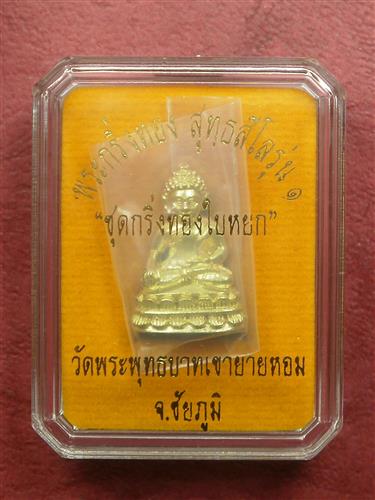 พระกริ่งทอง สุทธสีโลรุ่น ๑
“ชุดกริ่งทองใบหยก”
วัดพระพุทธบาทเขายายหอม
จ.ชัยภูมิ